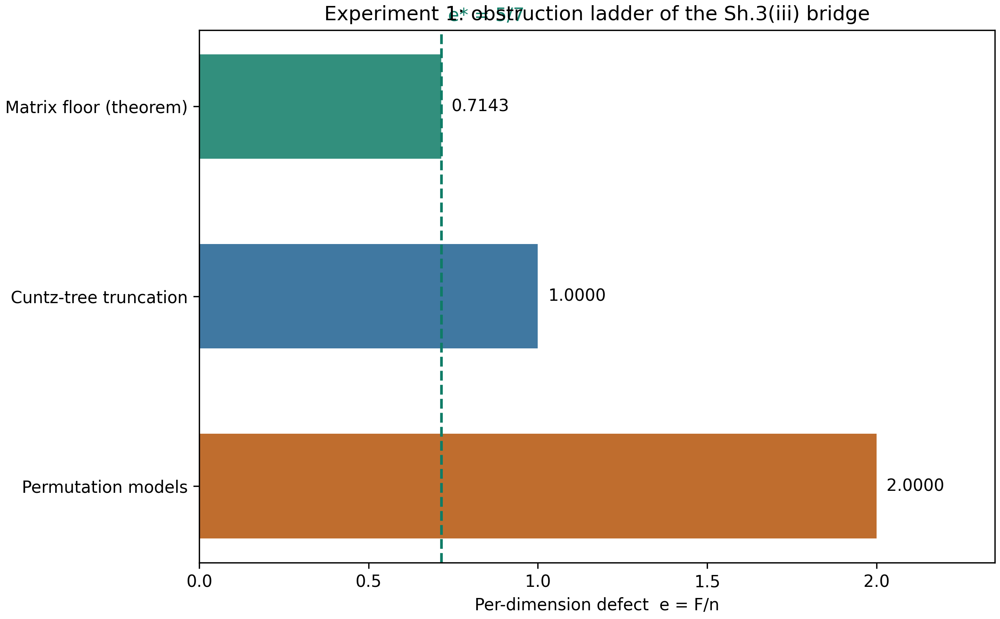 Experiment 1: obstruction ladder of the Sh.3(iii) bridge
e* = 5/7
Matrix floor (theorem)
0.7143
Cuntz-tree truncation
1.0000
Permutation models
2.0000
0.0 0.5 1.0 1.5 2.0
Per-dimension defect e = F/n